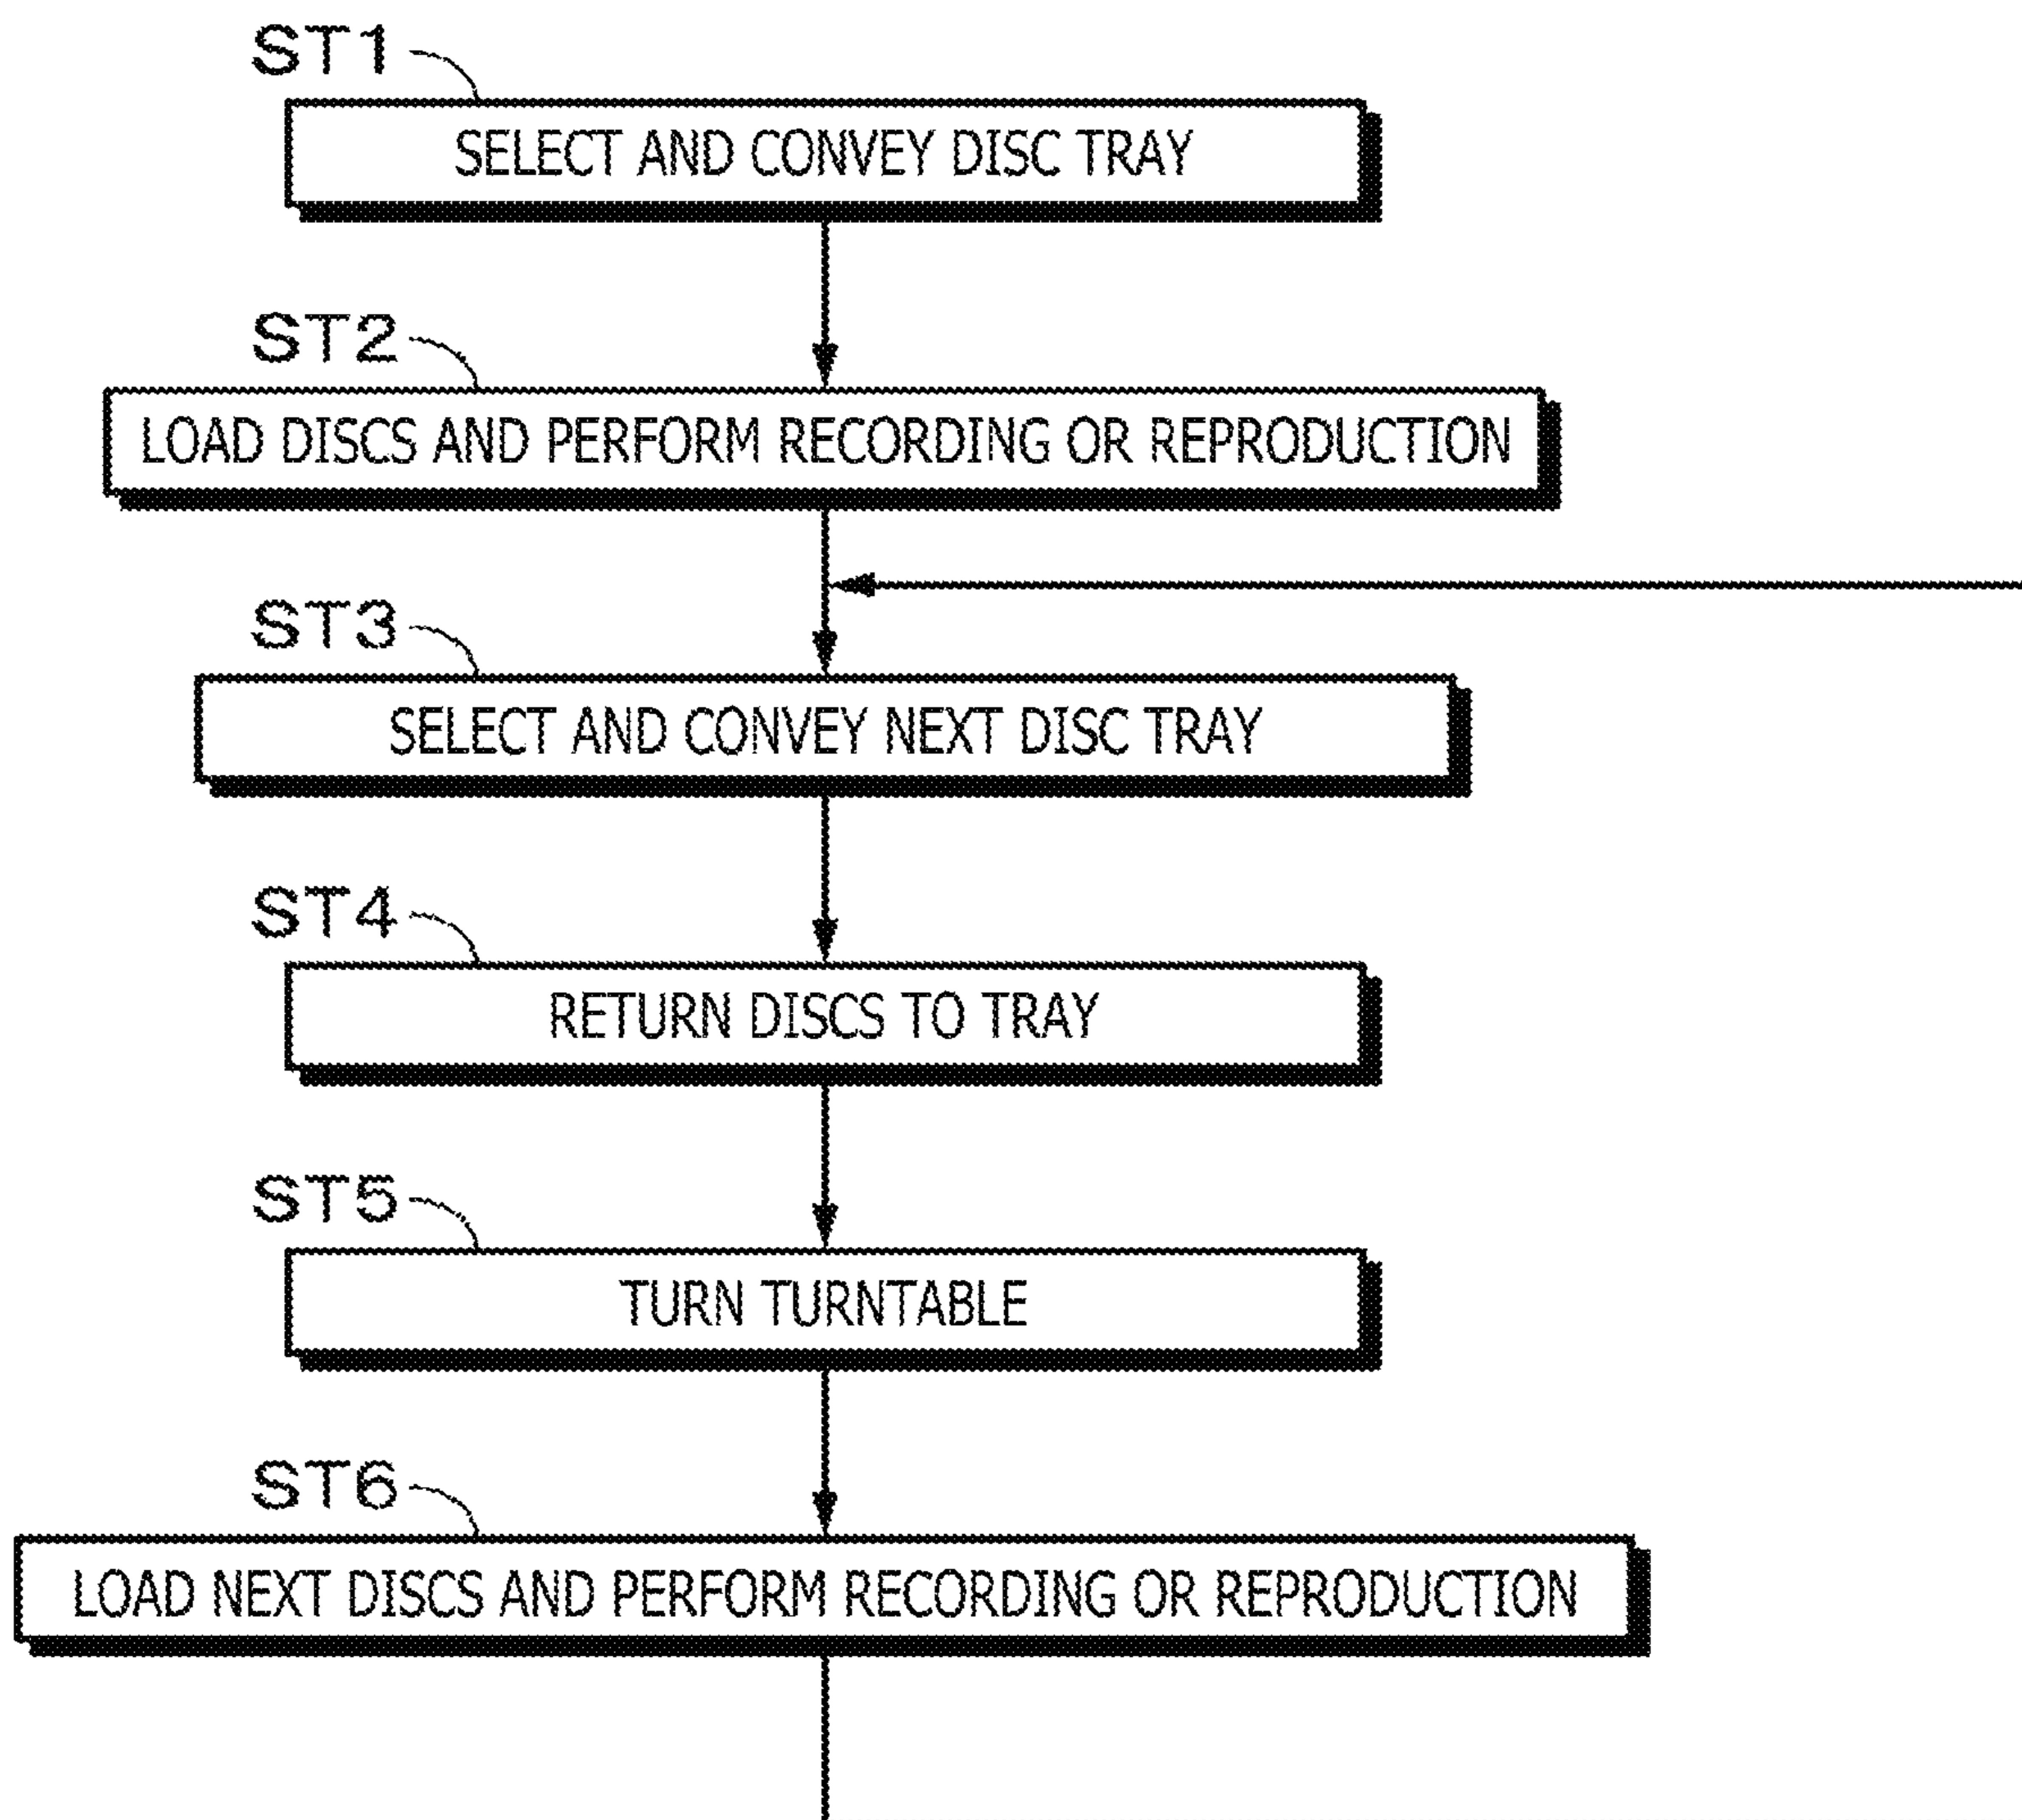 ST1
SELECT AND CONVEY DISC TRAY
ST2
LOAD DISCS AND PERFORM RECORDING OR REPRODUCTION
ST3
SELECT AND CONVEY NEXT DISC TRAY
ST4
RETURN DISCS TO TRAY
ST5
TURN TURNTABLE
ST6
LOAD NEXT DISCS AND PERFORM RECORDING OR REPRODUCTION